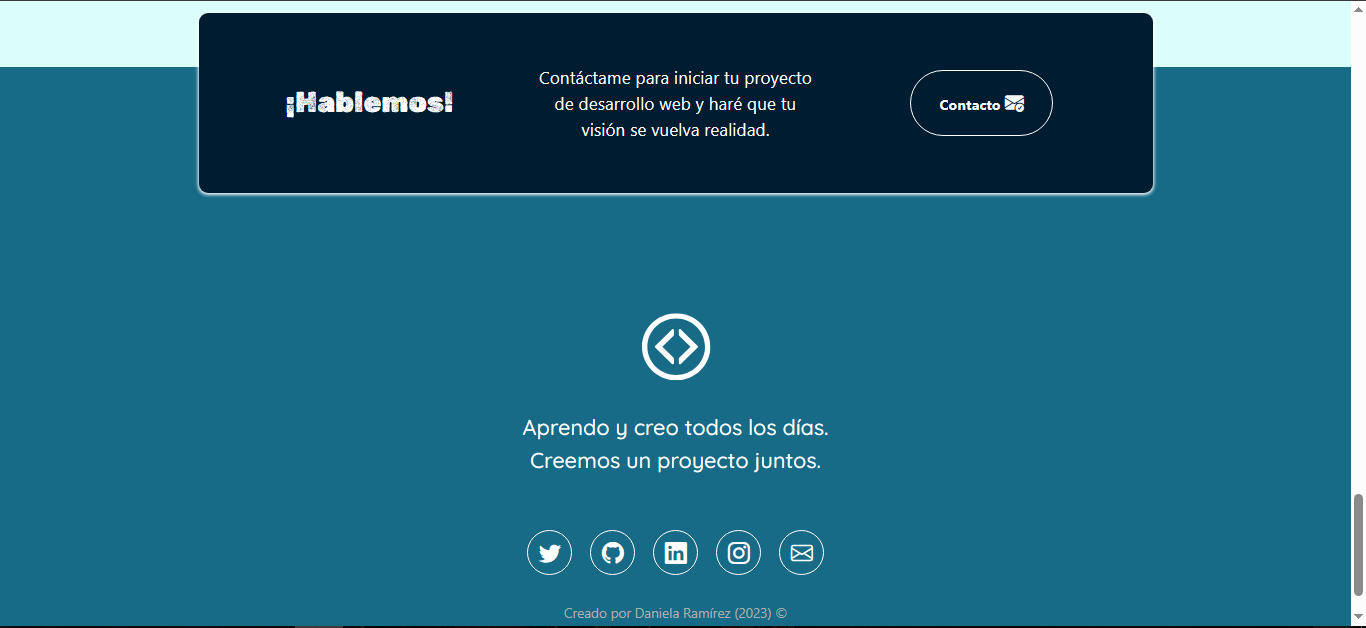 ¡Hablemos!
Contáctame para iniciar tu proyecto
de desarrollo web y haré que tu
visión se vuelva realidad.
Contacto
Aprendo y creo todos los días.
Creemos un proyecto juntos.
Creado por Daniela Ramírez (2023) ©